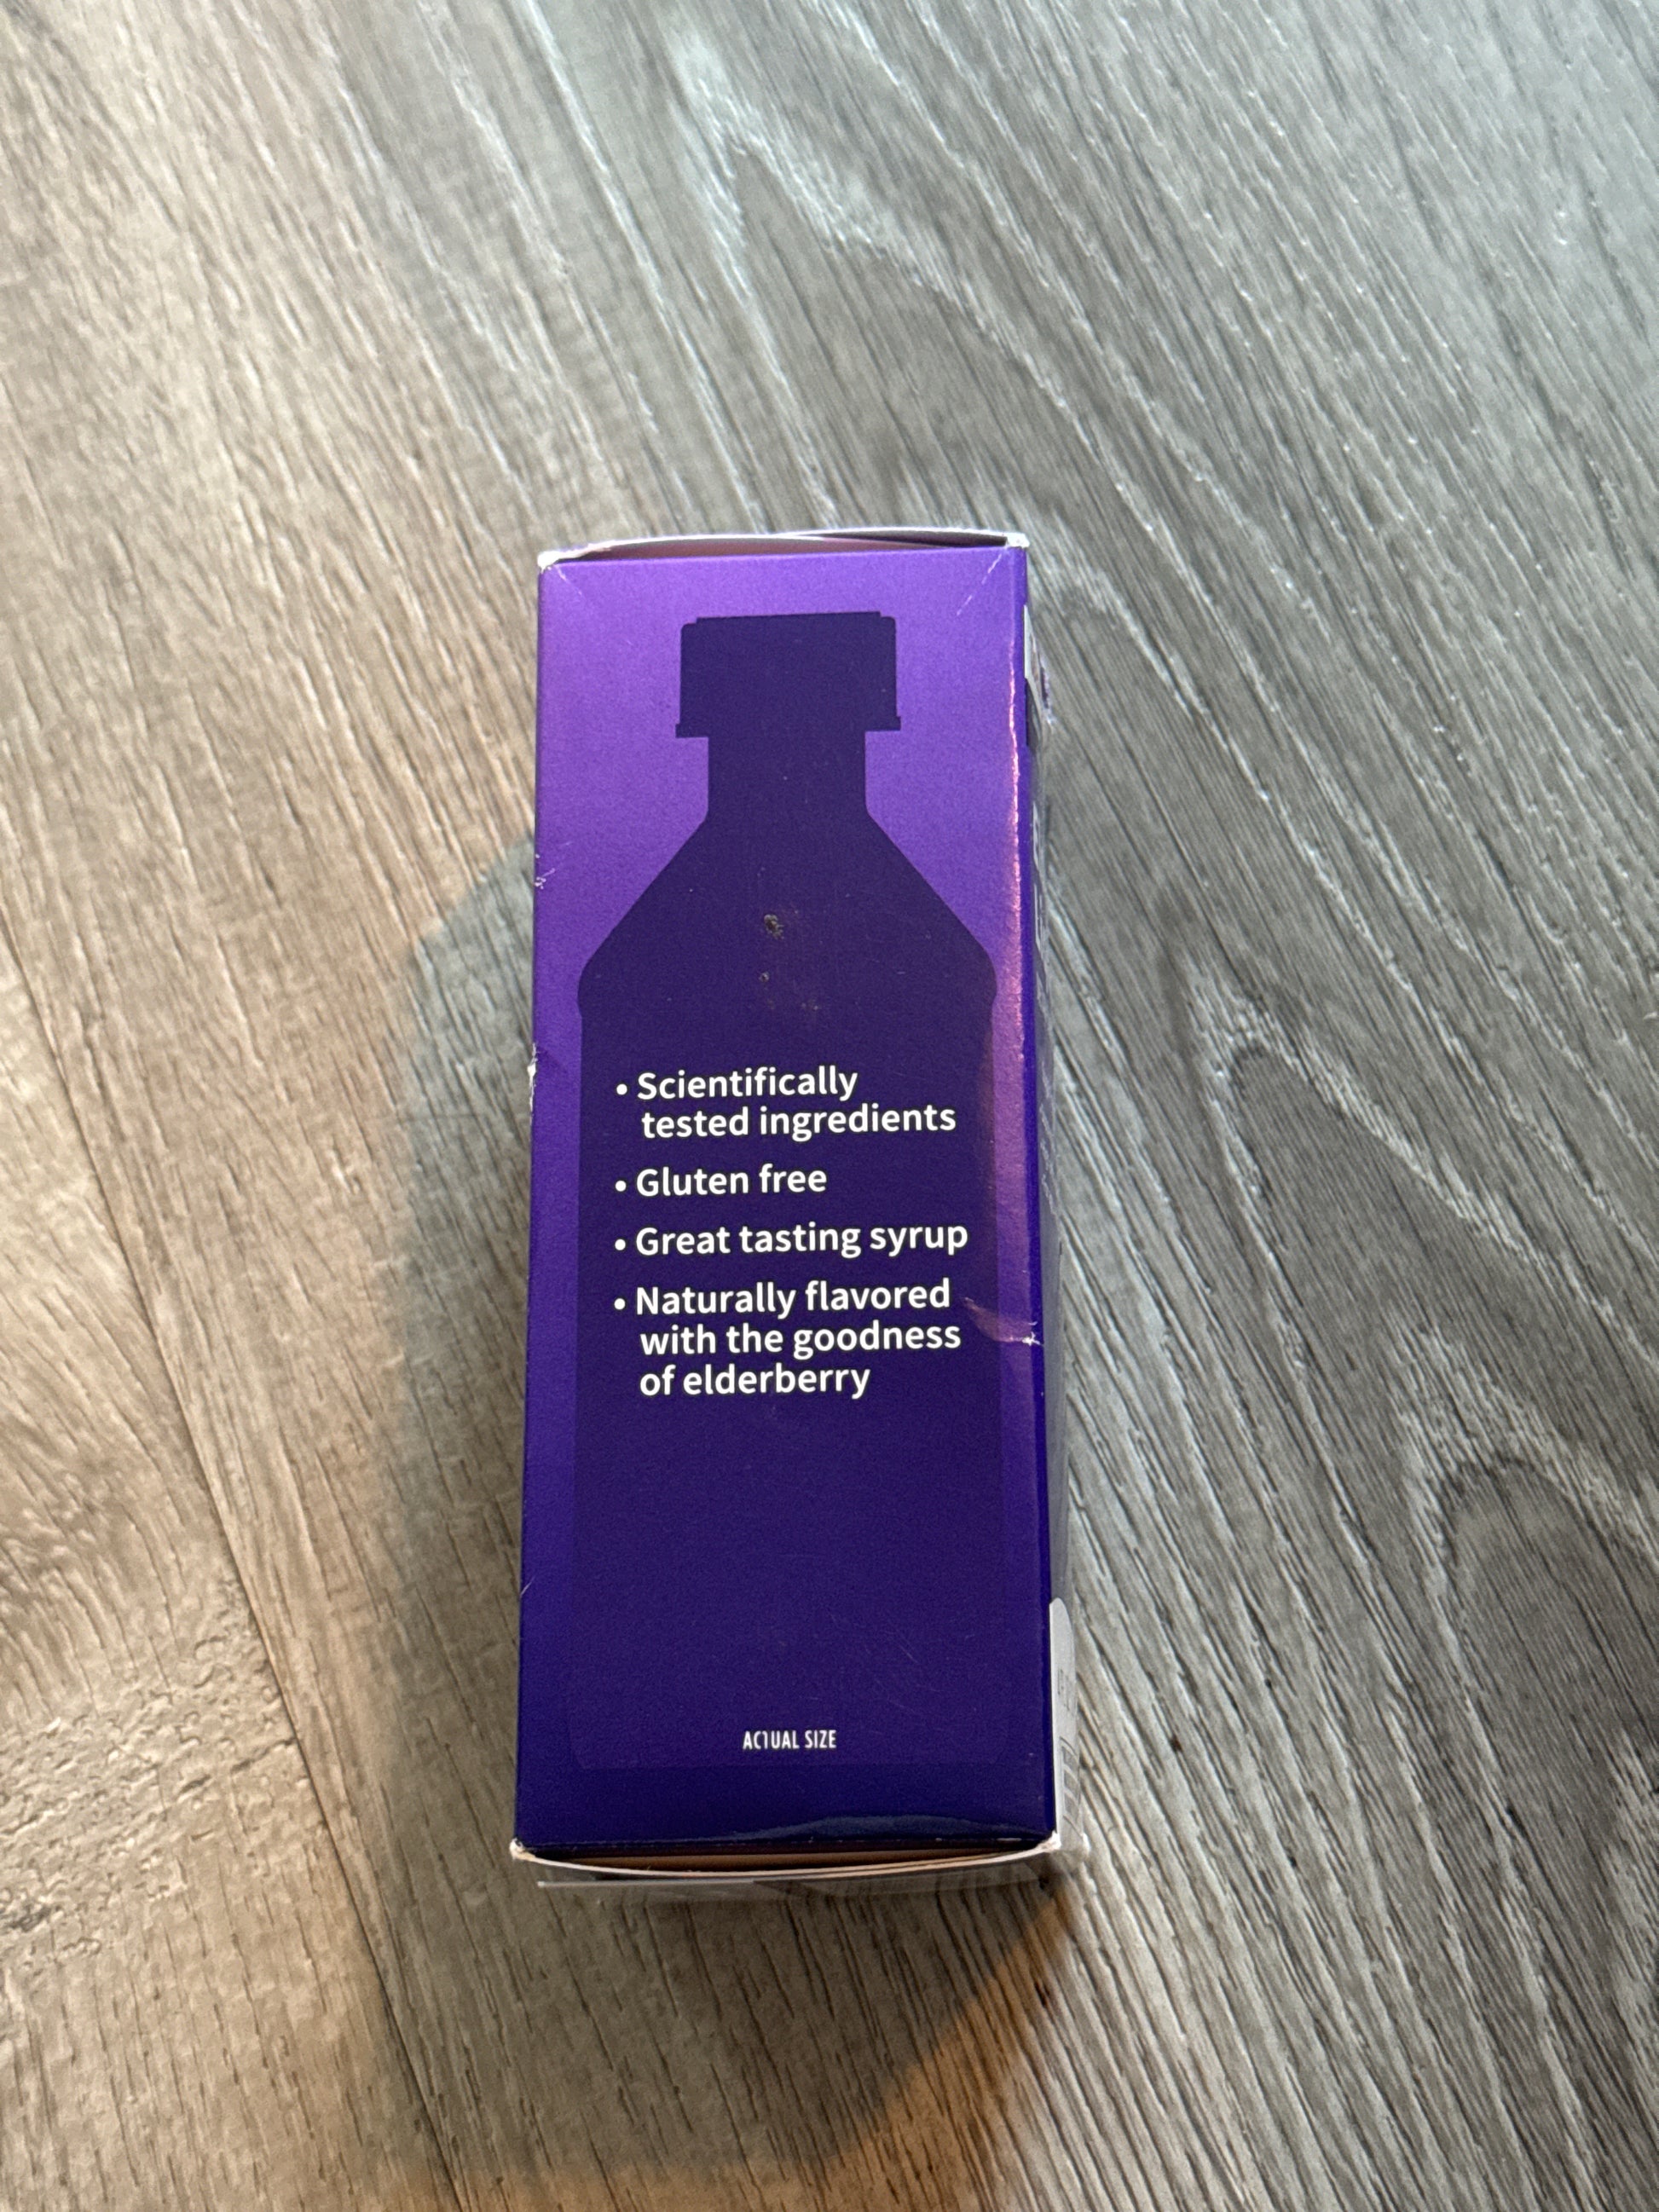 • Scientifically
tested ingredients
• Gluten free
• Great tasting syrup
• Naturally flavored
with the goodness
of elderberry
ACTUAL SIZE